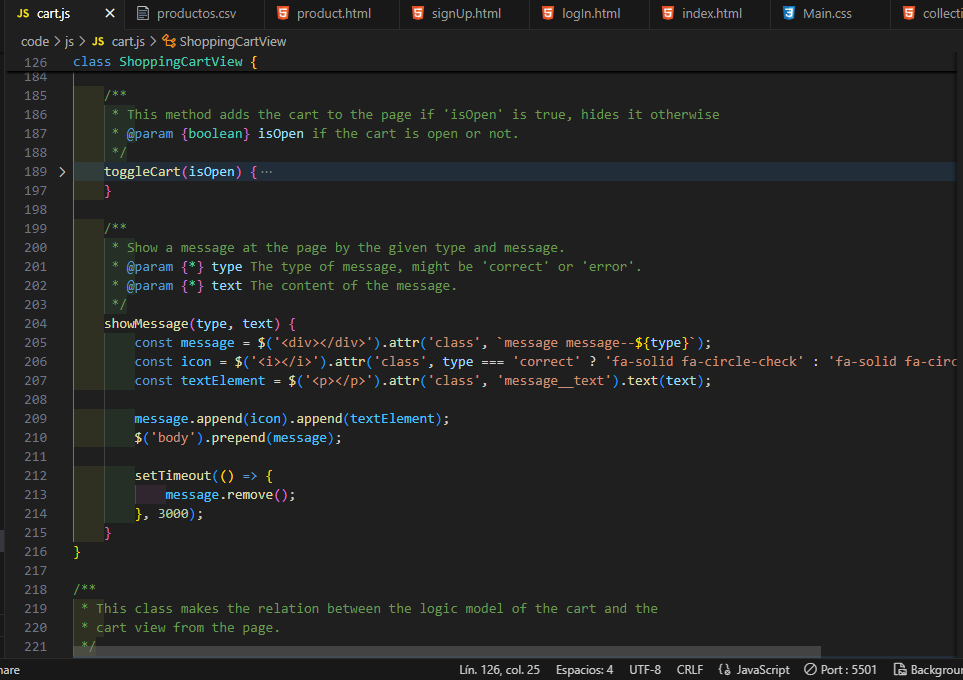 JS cart.js × productos.csv product.html signUp.html logIn.html index.html Main.css collecti
code > js > JS cart.js > ShoppingCartView
126 class ShoppingCartView {
184
185 /**
186 * This method adds the cart to the page if 'isOpen' is true, hides it otherwise
187 * @param {boolean} isOpen if the cart is open or not.
188 */
189 toggleCart(isOpen) { ···
197 }
198
199 /**
200 * Show a message at the page by the given type and message.
201 * @param {*} type The type of message, might be 'correct' or 'error'.
202 * @param {*} text The content of the message.
203 */
204 showMessage(type, text) {
205 const message = $('<div></div>').attr('class', `message message--${type}`);
206 const icon = $('<i></i>').attr('class', type === 'correct' ? 'fa-solid fa-circle-check' : 'fa-solid fa-circ
207 const textElement = $('<p></p>').attr('class', 'message__text').text(text);
208
209 message.append(icon).append(textElement);
210 $('body').prepend(message);
211
212 setTimeout(() => {
213 message.remove();
214 }, 3000);
215 }
216 }
217
218 /**
219 * This class makes the relation between the logic model of the cart and the
220 * cart view from the page.
221 */
hare Lín. 126, col. 25 Espacios: 4 UTF-8 CRLF {} JavaScript Port : 5501 Backgroun